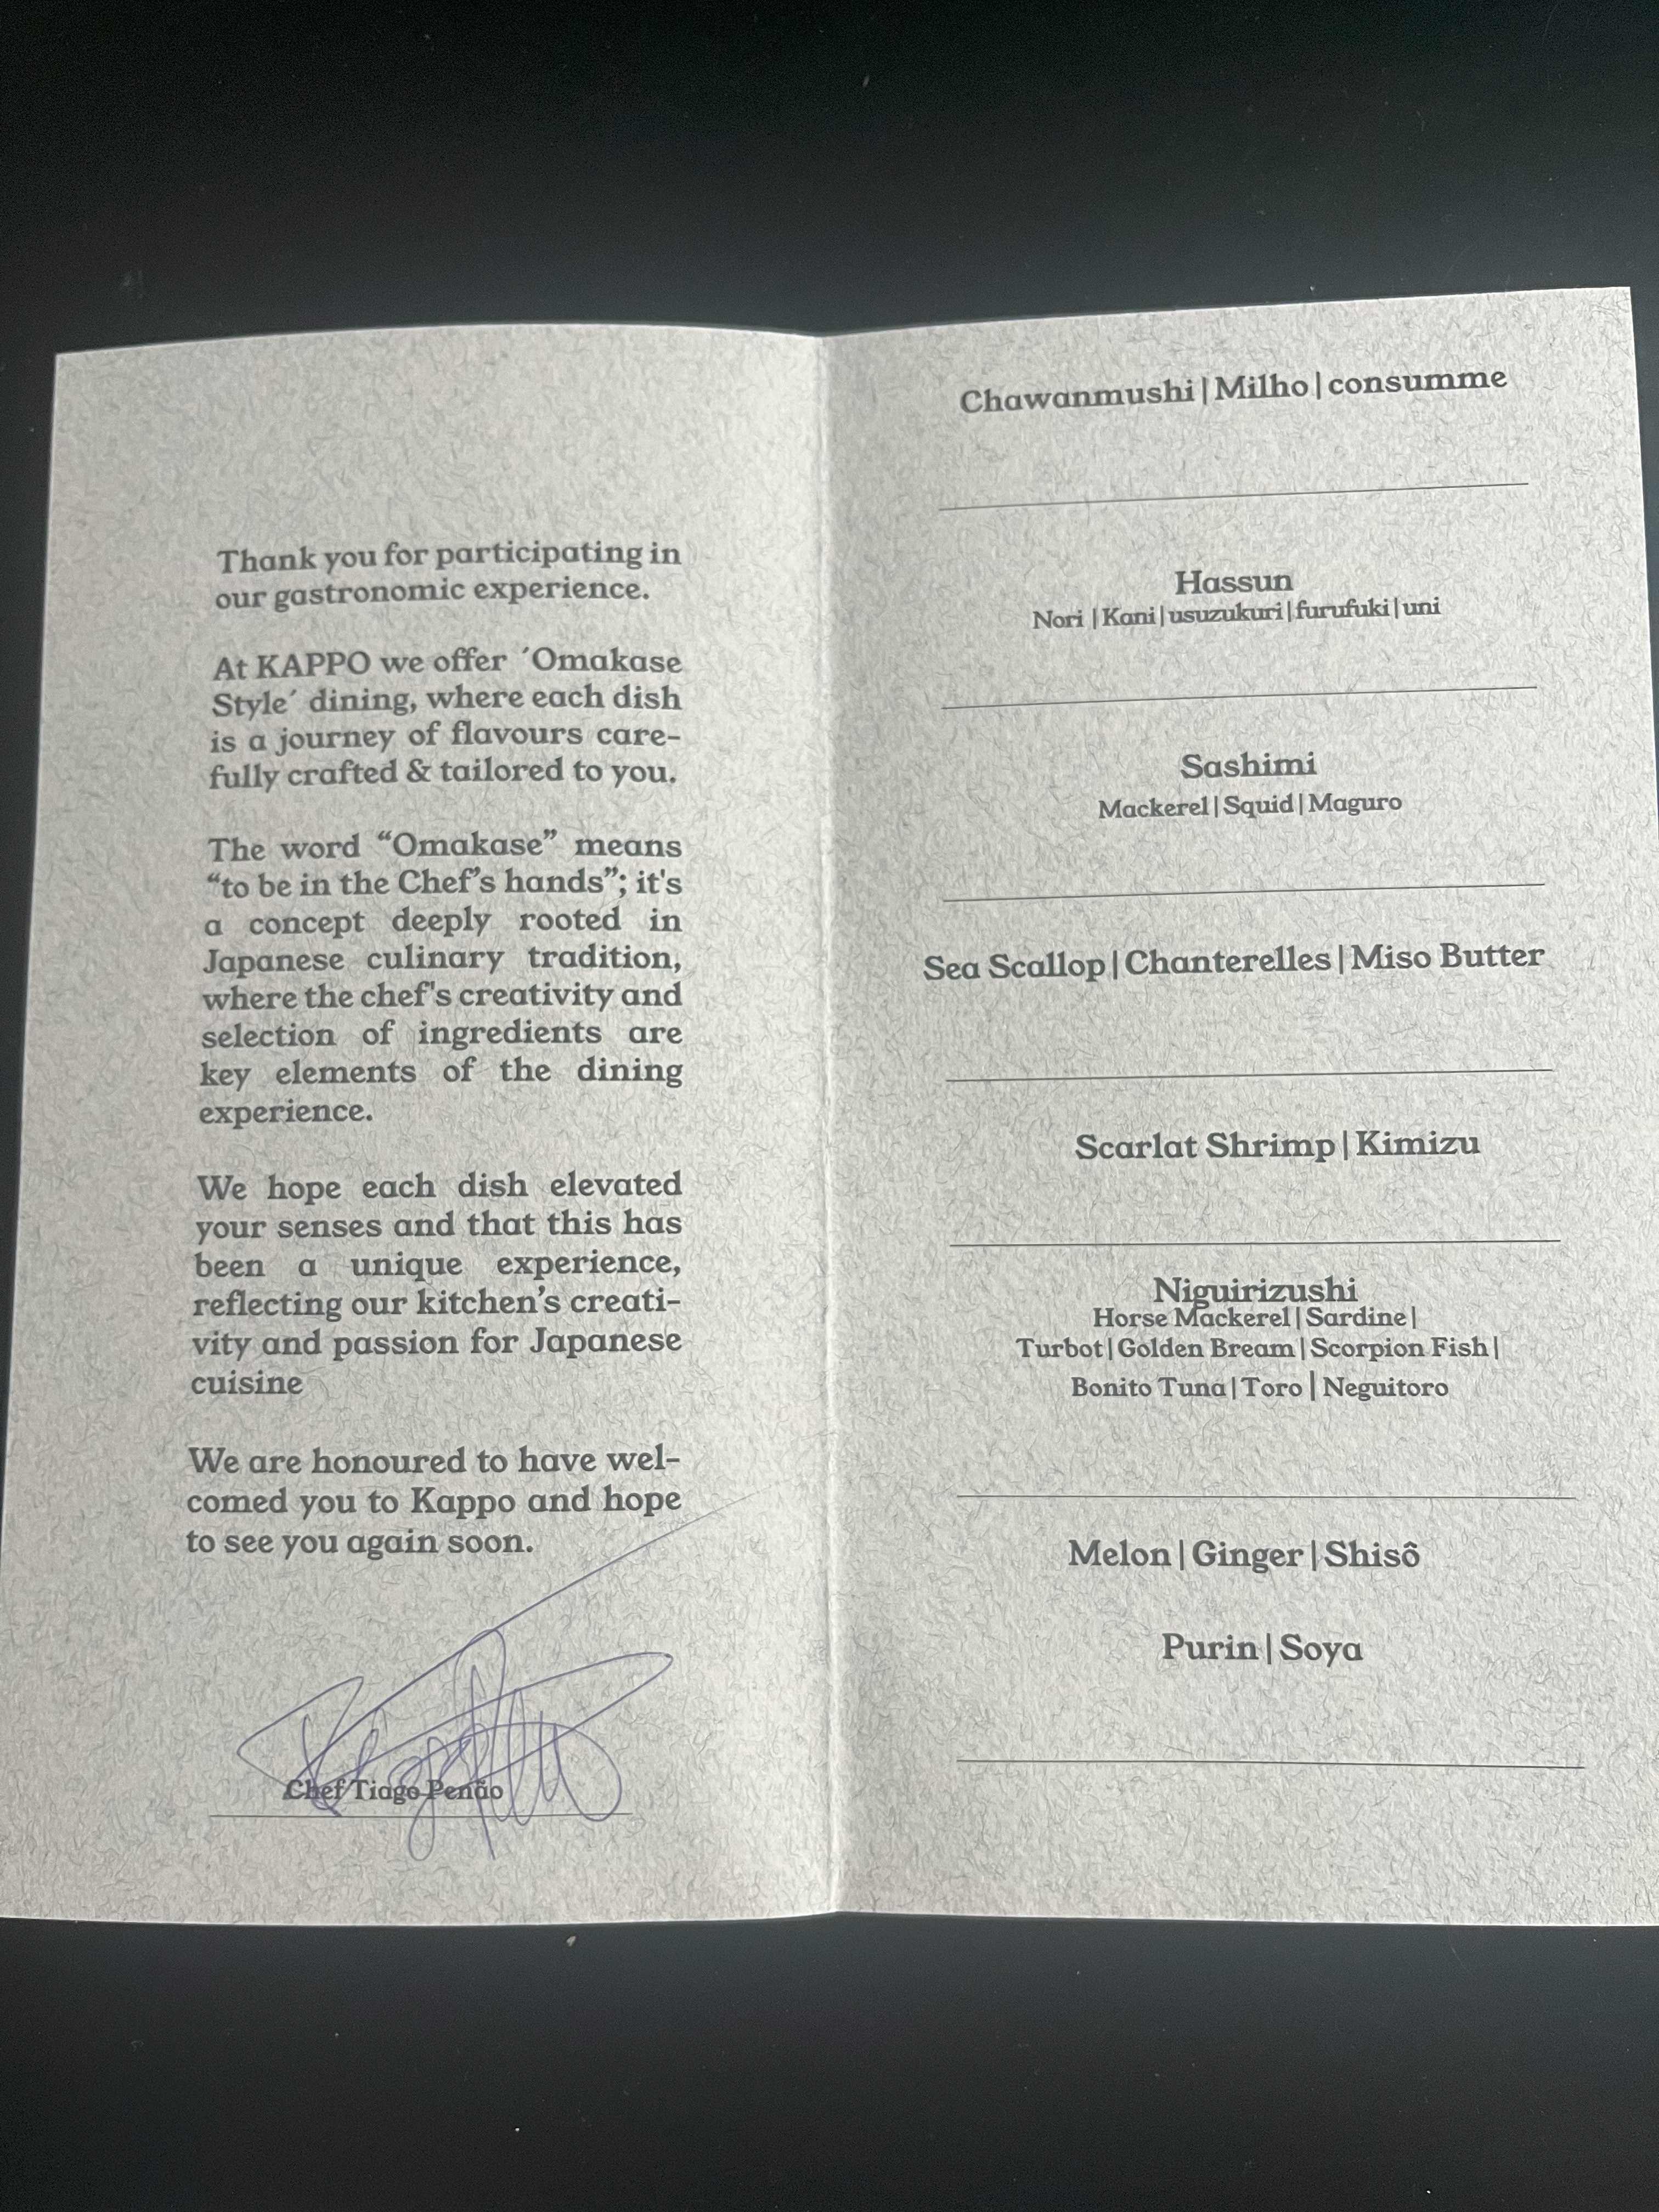 Thank you for participating in
our gastronomic experience.
At KAPPO we offer ´Omakase
Style´ dining, where each dish
is a journey of flavours care-
fully crafted & tailored to you.
The word “Omakase” means
“to be in the Chef’s hands”; it's
a concept deeply rooted in
Japanese culinary tradition,
where the chef's creativity and
selection of ingredients are
key elements of the dining
experience.
We hope each dish elevated
your senses and that this has
been a unique experience,
reflecting our kitchen’s creati-
vity and passion for Japanese
cuisine
We are honoured to have wel-
comed you to Kappo and hope
to see you again soon.
Chef Tiago Penão
Chawanmushi|Milho|consumme
Hassun
Nori |Kani|usuzukuri|furufuki|uni
Sashimi
Mackerel|Squid|Maguro
Sea Scallop|Chanterelles|Miso Butter
Scarlat Shrimp|Kimizu
Niguirizushi
Horse Mackerel|Sardine|
Turbot|Golden Bream|Scorpion Fish|
Bonito Tuna|Toro | Neguitoro
Melon|Ginger|Shisô
Purin|Soya